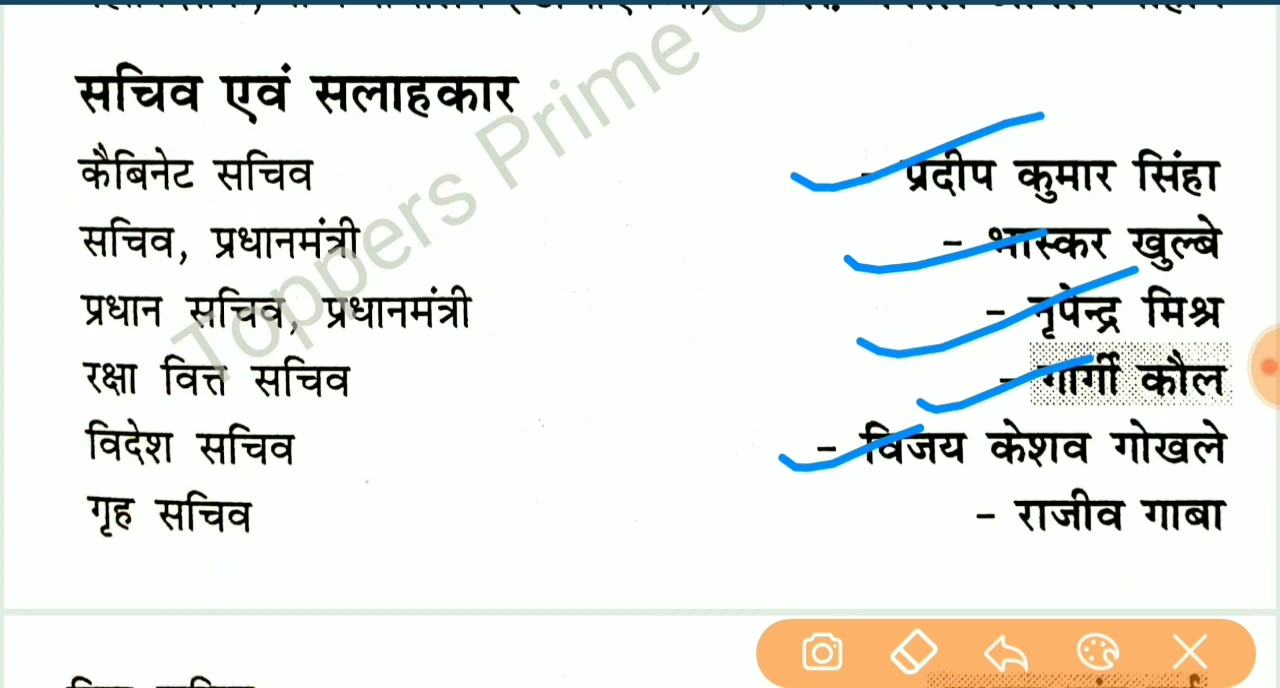 सचिव एवं सलाहकार
कैबिनेट सचिव - प्रदीप कुमार सिंहा
सचिव, प्रधानमंत्री - भास्कर खुल्बे
प्रधान सचिव, प्रधानमंत्री - नृपेन्द्र मिश्र
रक्षा वित्त सचिव - गार्गी कौल
विदेश सचिव - विजय केशव गोखले
गृह सचिव - राजीव गाबा
Toppers Prime